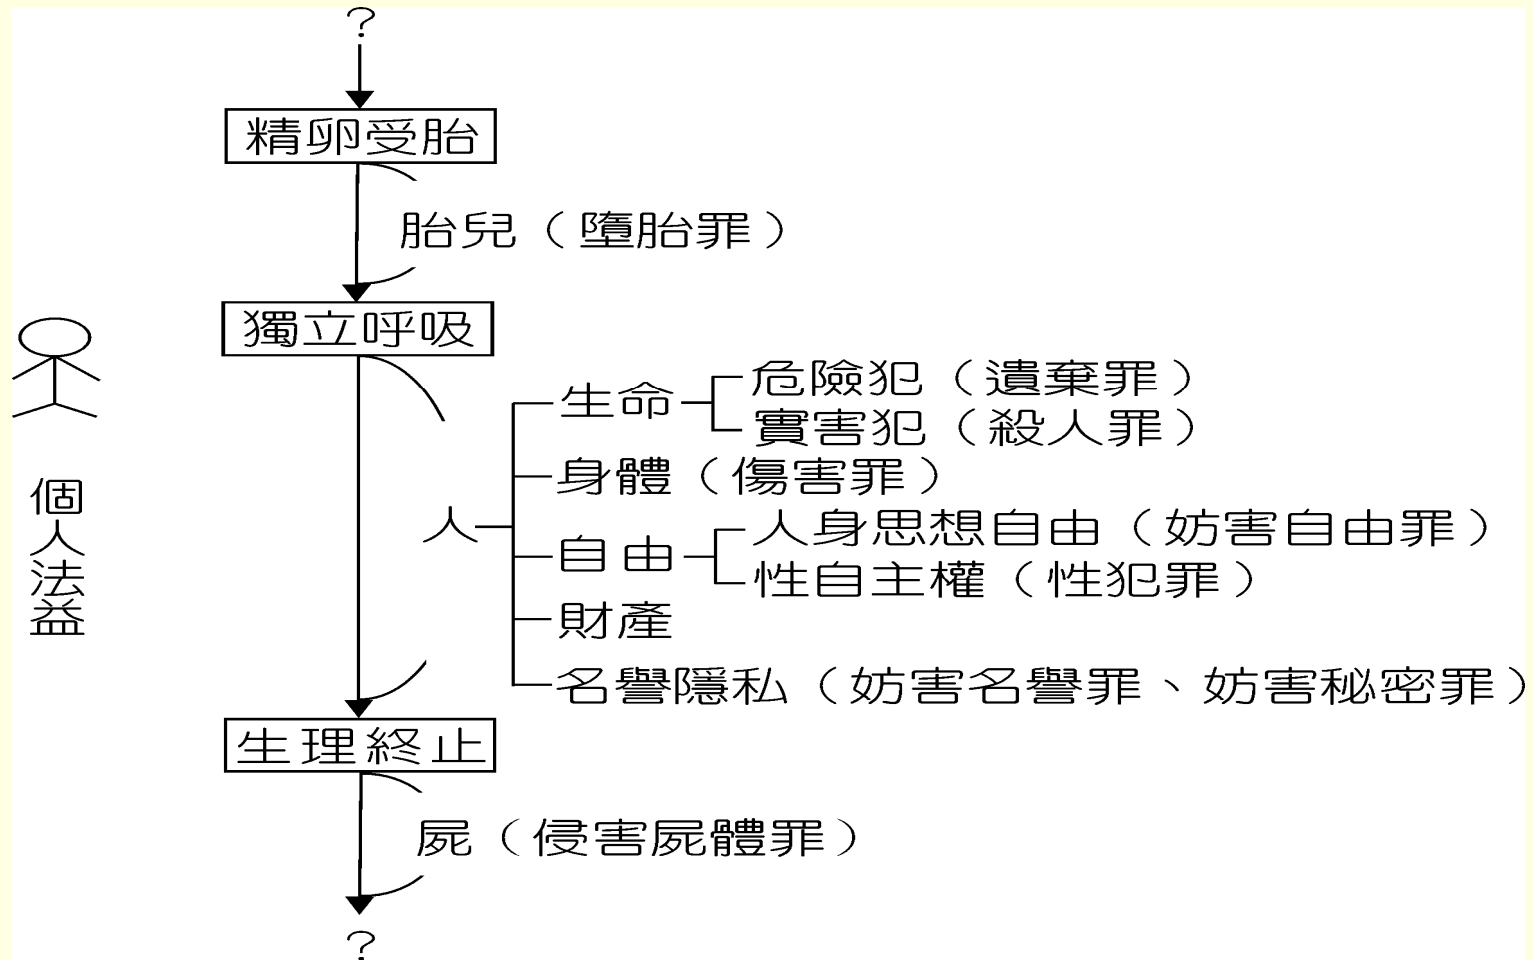 ?
精卵受胎
胎兒（墮胎罪）
獨立呼吸
個人法益
人
生命
危險犯（遺棄罪）
實害犯（殺人罪）
身體（傷害罪）
自由
人身思想自由（妨害自由罪）
性自主權（性犯罪）
財產
名譽隱私（妨害名譽罪、妨害秘密罪）
生理終止
屍（侵害屍體罪）
?